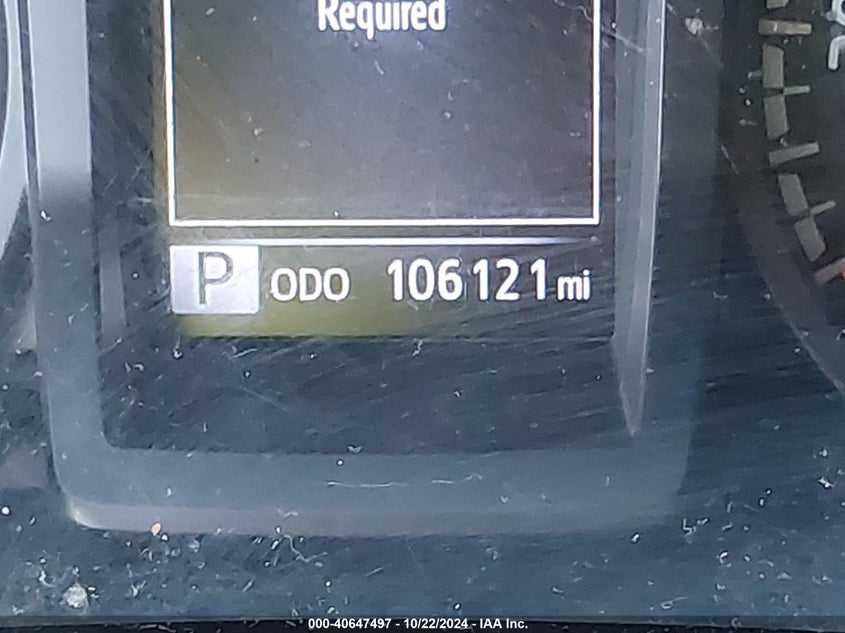 Required
P ODO 106121 mi
000-40647497 - 10/22/2024 - IAA Inc.